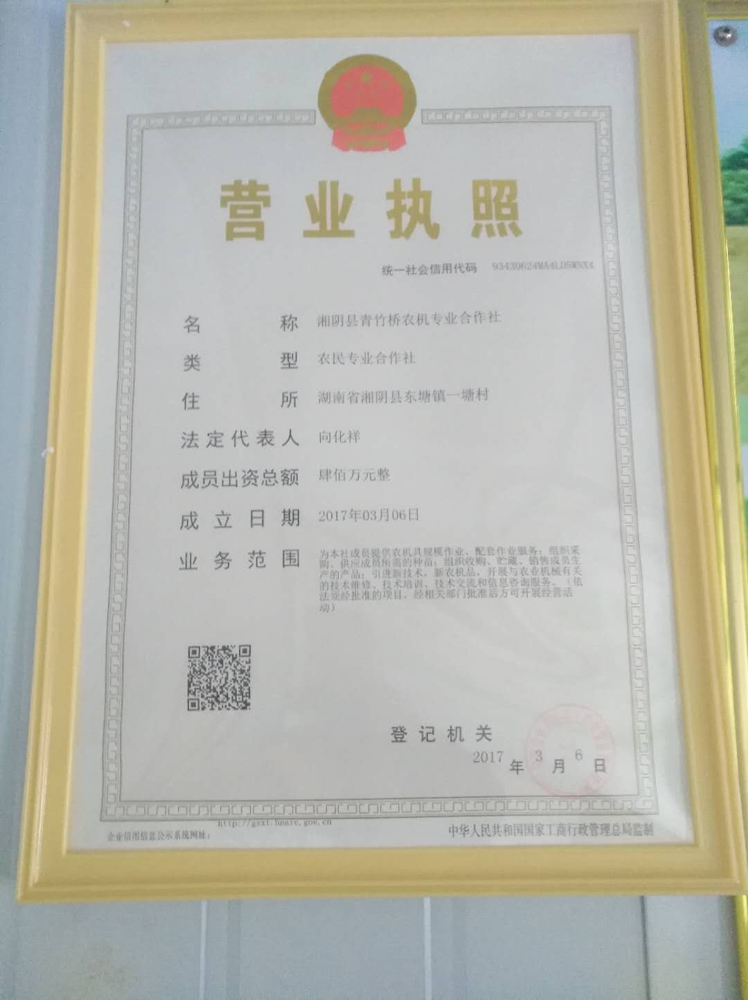 营业执照
统一社会信用代码 93430624MA4LD5WNX4
名称 湘阴县青竹桥农机专业合作社
类型 农民专业合作社
住所 湖南省湘阴县东塘镇一塘村
法定代表人 向化祥
成员出资总额 肆佰万元整
成立日期 2017年03月06日
业务范围 为本社成员提供农机具规模作业、配套作业服务；组织采
购、供应成员所需的种苗；组织收购、贮藏、销售成员生
产的产品；引进新技术，新农机品，开展与农业机械有关
的技术维修、技术培训、技术交流和信息咨询服务。（依
法须经批准的项目，经相关部门批准后方可开展经营活
动）
登记机关
2017年3月6日
企业信用信息公示系统网址： http://gsxt.hnaic.gov.cn
中华人民共和国国家工商行政管理总局监制